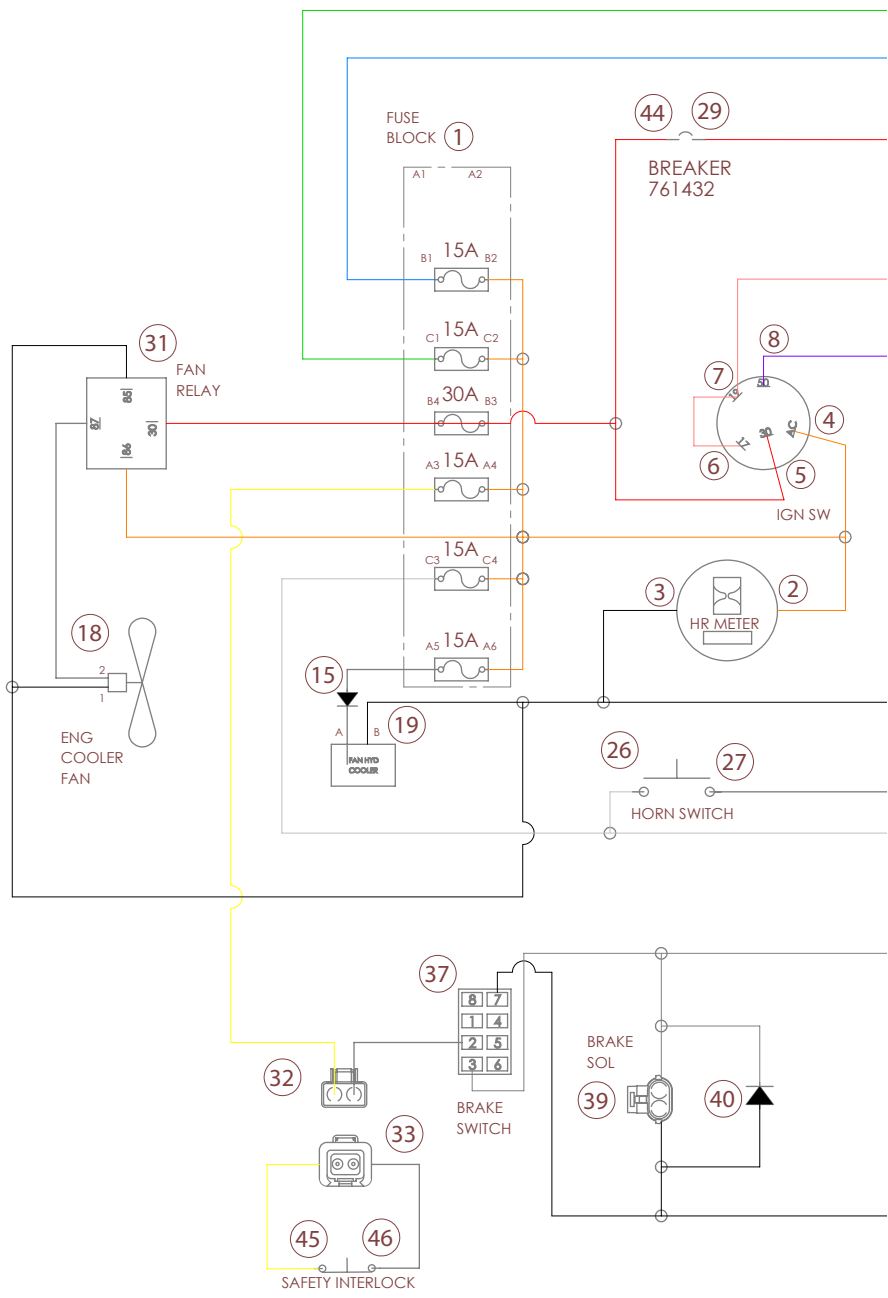 44 29
FUSE
BLOCK 1
BREAKER
761432
A1 A2
15A
B1 B2
31
FAN
RELAY
15A
C1 C2
8
7
85
87 30
86
30A
B4 B3
50
19
30 AC
17
4
6
5
IGN SW
15A
A3 A4
15A
C3 C4
3 2
HR METER
18
2
1
ENG
COOLER
FAN
15A
A5 A6
15
A B
19
FAN HYD
COOLER
26 27
HORN SWITCH
37
8 7
1 4
2 5
3 6
BRAKE
SWITCH
BRAKE
SOL
39 40
32
33
45 46
SAFETY INTERLOCK